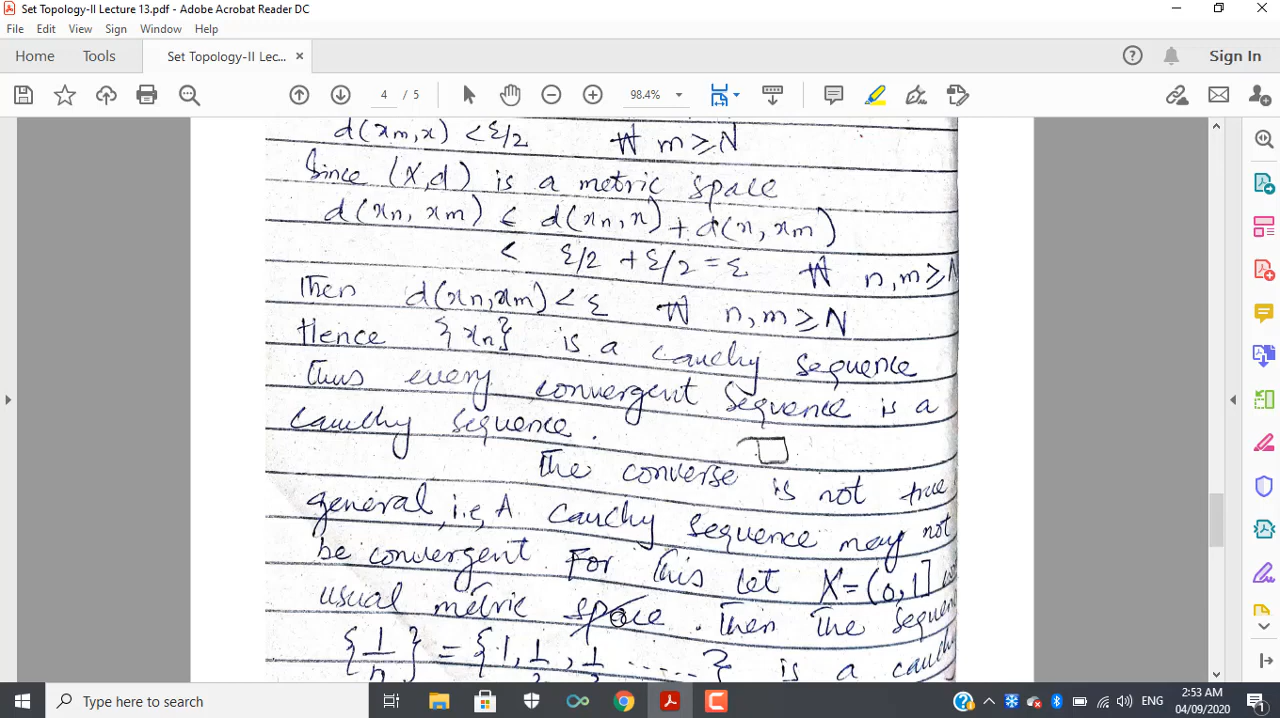 Set Topology-II Lecture 13.pdf - Adobe Acrobat Reader DC
File Edit View Sign Window Help
Home Tools Set Topology-II Lec... × Sign In
4 / 5 98.4%
d(xm,x) < ε/2 ∀ m ≥ N
Since (X,d) is a metric space
d(xn, xm) ≤ d(xn,x) + d(x, xm)
< ε/2 + ε/2 = ε ∀ n,m ≥ N
Then d(xn,xm) < ε ∀ n,m ≥ N
Hence {xn} is a Cauchy sequence
Thus every convergent sequence is a
Cauchy sequence.
The converse is not true
general, i.e, A Cauchy sequence may not
be convergent For this let X=(0,1]
usual metric space. Then the sequen
{1/n} = {1, 1/2, 1/3 .... } is a cauchy
Type here to search
ENG
2:53 AM
04/09/2020
1